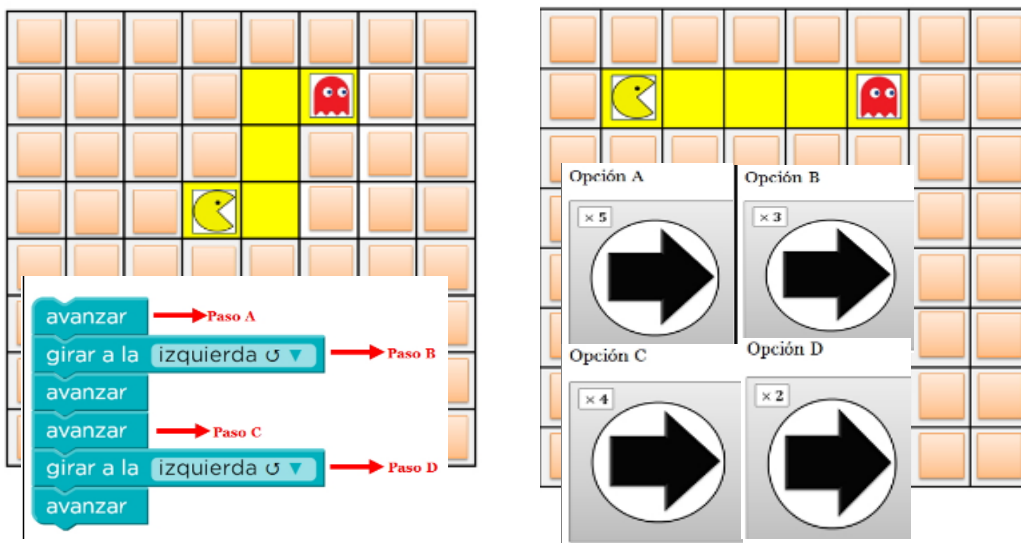 avanzar
Paso A
girar a la izquierda ↺ ▼
Paso B
avanzar
avanzar
Paso C
girar a la izquierda ↺ ▼
Paso D
avanzar
Opción A
× 5
Opción B
× 3
Opción C
× 4
Opción D
× 2